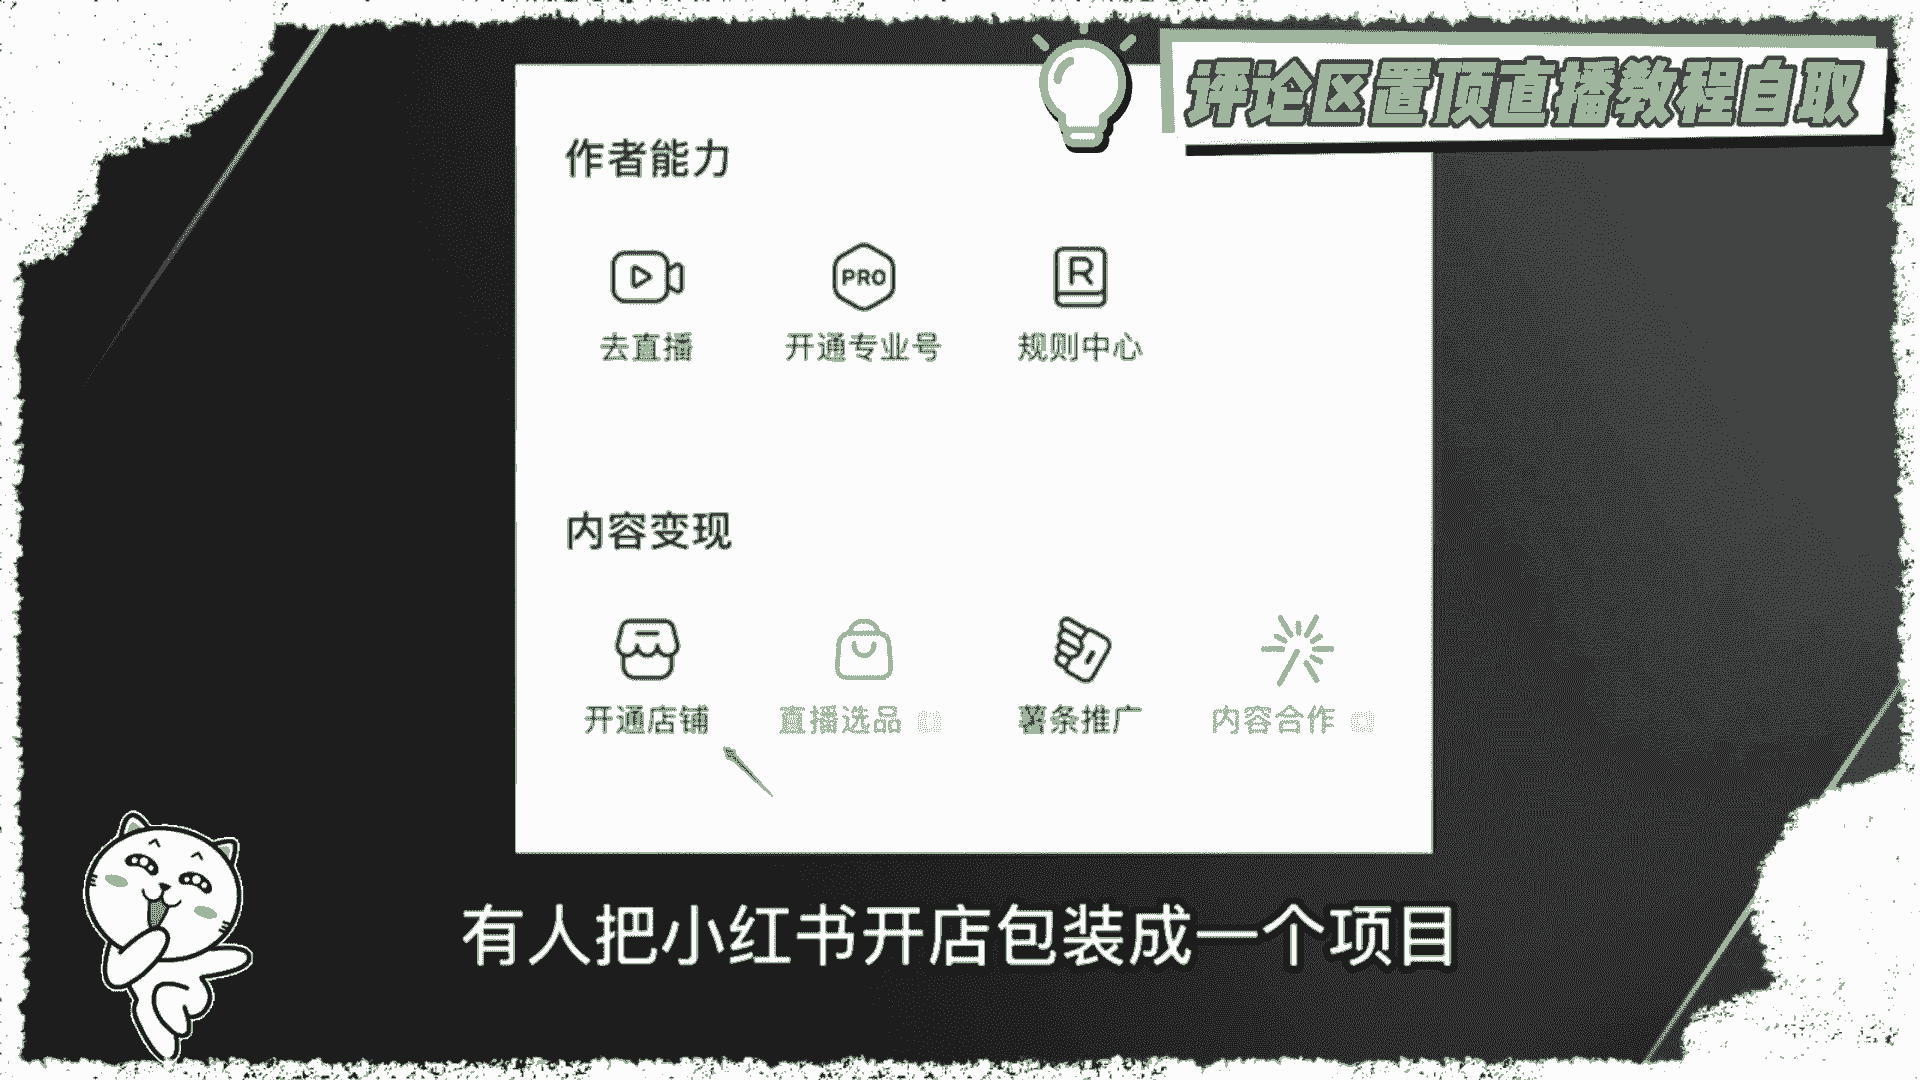 评论区置顶直播教程自取
作者能力
PRO
R
去直播 开通专业号 规则中心
内容变现
开通店铺 直播选品 薯条推广 内容合作
有人把小红书开店包装成一个项目